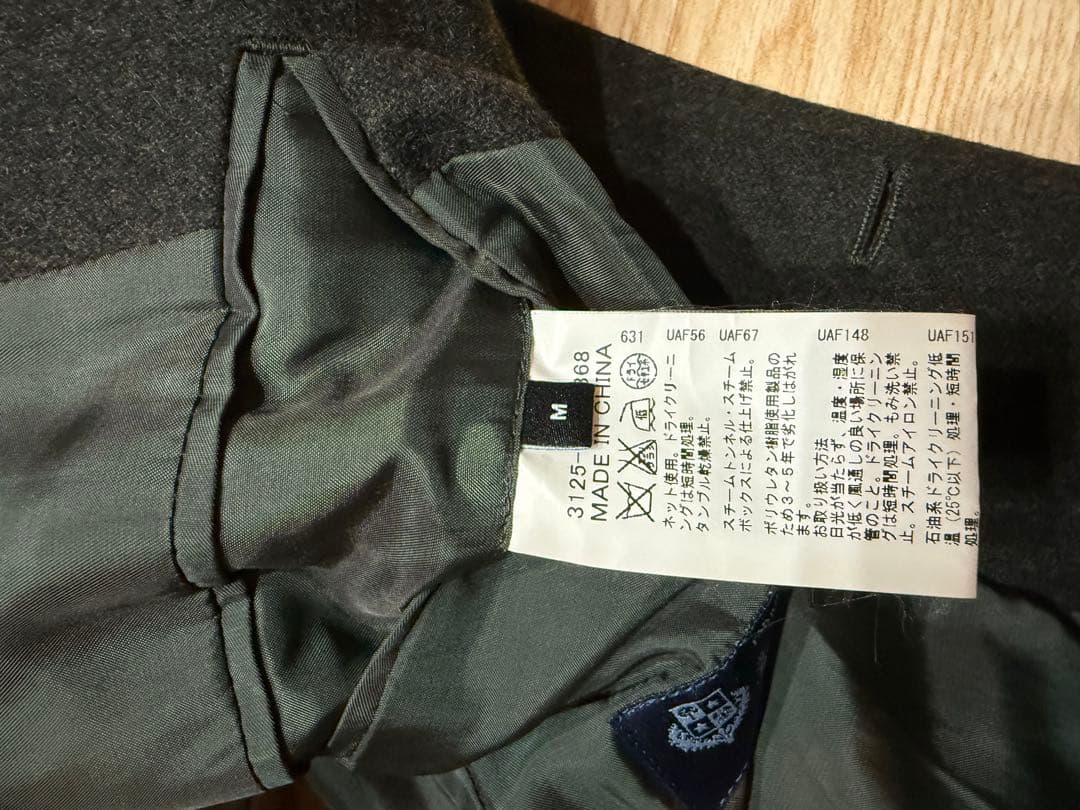 3125-
368
MADE IN CHINA
M
631
低
UAF56
ネット使用。ドライクリーニ
ングは短時間処理。
タンブル乾燥禁止。
UAF67
スチームトンネル・スチーム
ボックスによる仕上げ禁止。
ポリウレタン樹脂使用製品の
ため3～5年で劣化しはがれ
ます。
UAF148
お取り扱い方法
日光が当たらず、温度・湿度
が低く風通しの良い場所に保
管のこと。ドライクリーニン
グは短時間処理。もみ洗い禁
止。スチームアイロン禁止。
UAF151
石油系ドライクリーニング低
温(25℃以下)処理・短時間
処理。